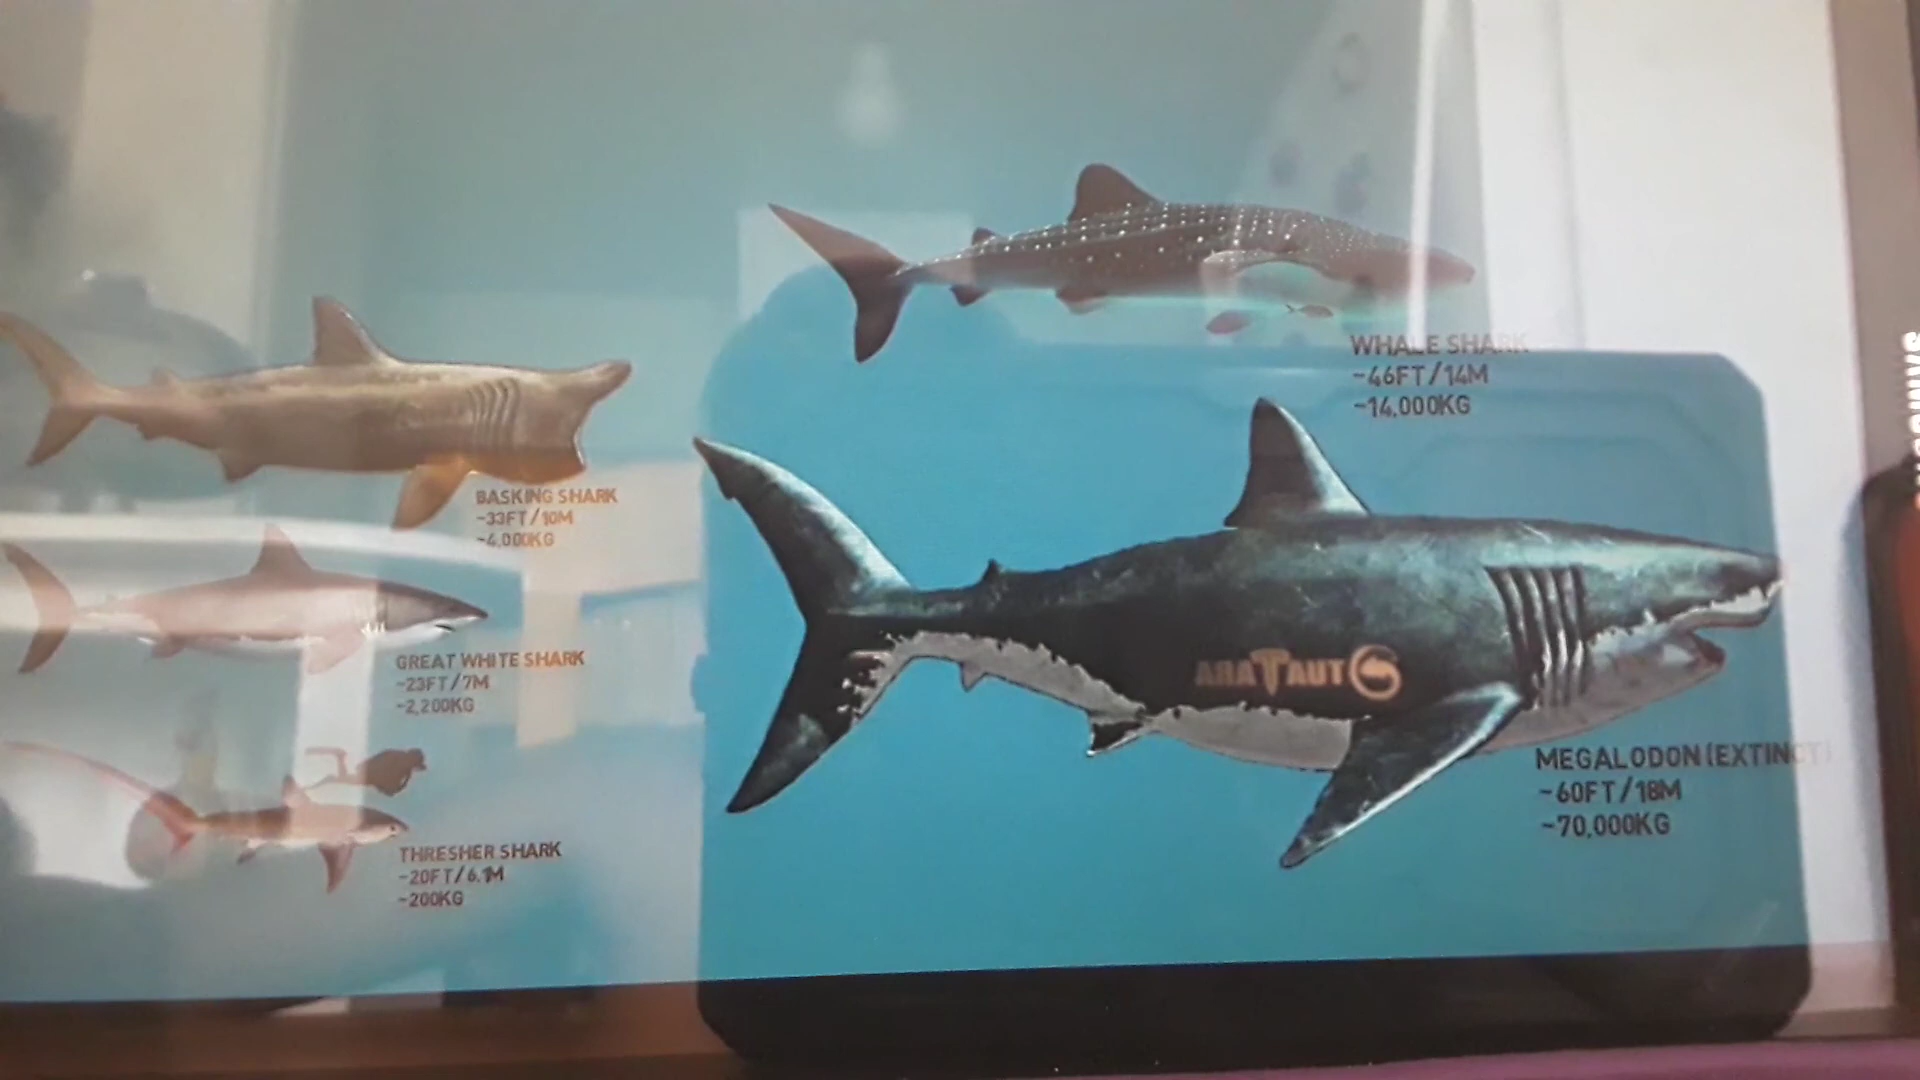 WHALE SHARK
~46FT/14M
~14,000KG
BASKING SHARK
~33FT/10M
~4,000KG
GREAT WHITE SHARK
~23FT/7M
~2,200KG
THRESHER SHARK
~20FT/6.1M
~200KG
MEGALODON (EXTINCT)
~60FT/18M
~70,000KG